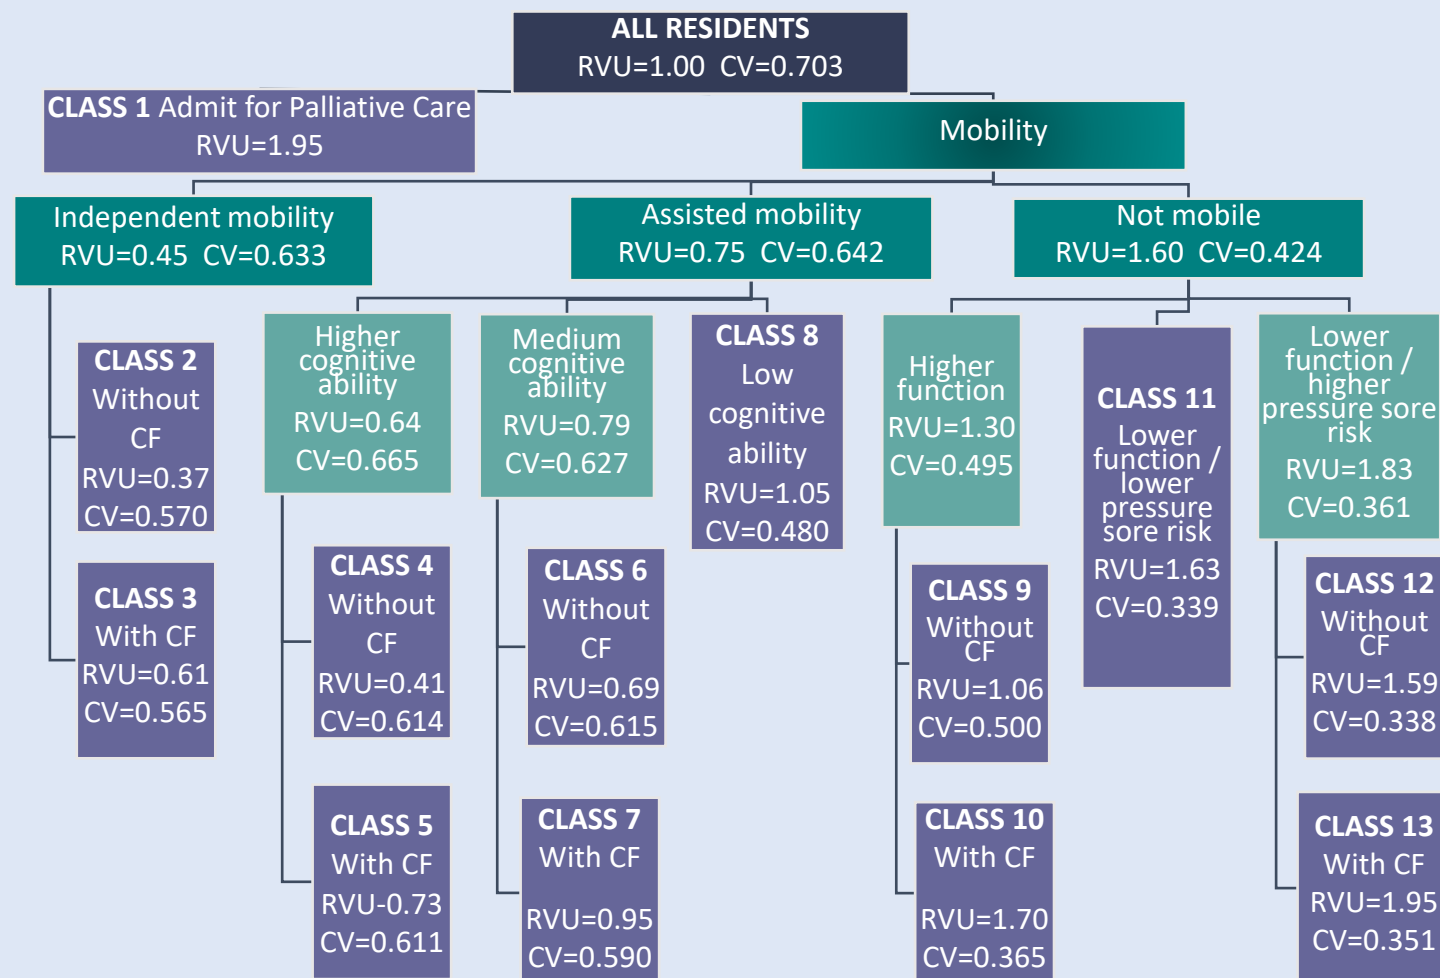 ALL RESIDENTS
RVU=1.00 CV=0.703
CLASS 1 Admit for Palliative Care
RVU=1.95
Mobility
Independent mobility
RVU=0.45 CV=0.633
Assisted mobility
RVU=0.75 CV=0.642
Not mobile
RVU=1.60 CV=0.424
CLASS 2
Without
CF
RVU=0.37
CV=0.570
CLASS 3
With CF
RVU=0.61
CV=0.565
Higher
cognitive
ability
RVU=0.64
CV=0.665
CLASS 4
Without
CF
RVU=0.41
CV=0.614
CLASS 5
With CF
RVU-0.73
CV=0.611
Medium
cognitive
ability
RVU=0.79
CV=0.627
CLASS 6
Without
CF
RVU=0.69
CV=0.615
CLASS 7
With CF
RVU=0.95
CV=0.590
CLASS 8
Low
cognitive
ability
RVU=1.05
CV=0.480
Higher
function
RVU=1.30
CV=0.495
CLASS 9
Without
CF
RVU=1.06
CV=0.500
CLASS 10
With CF
RVU=1.70
CV=0.365
CLASS 11
Lower
function /
lower
pressure
sore risk
RVU=1.63
CV=0.339
Lower
function /
higher
pressure sore
risk
RVU=1.83
CV=0.361
CLASS 12
Without
CF
RVU=1.59
CV=0.338
CLASS 13
With CF
RVU=1.95
CV=0.351